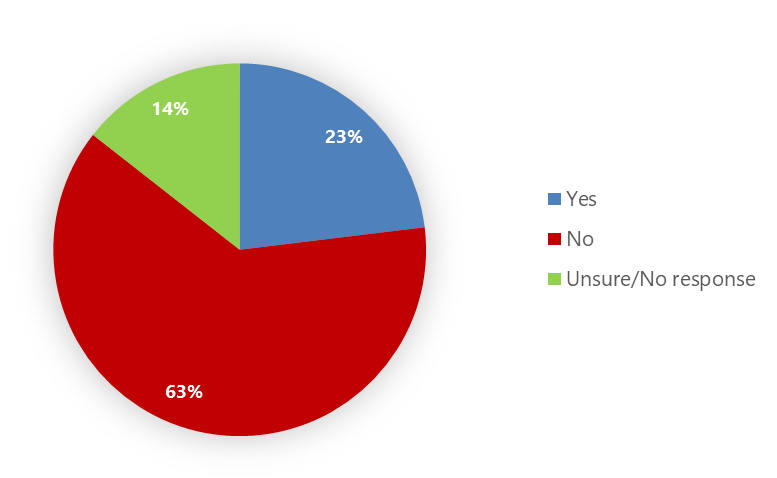 14%
23%
63%
Yes
No
Unsure/No response